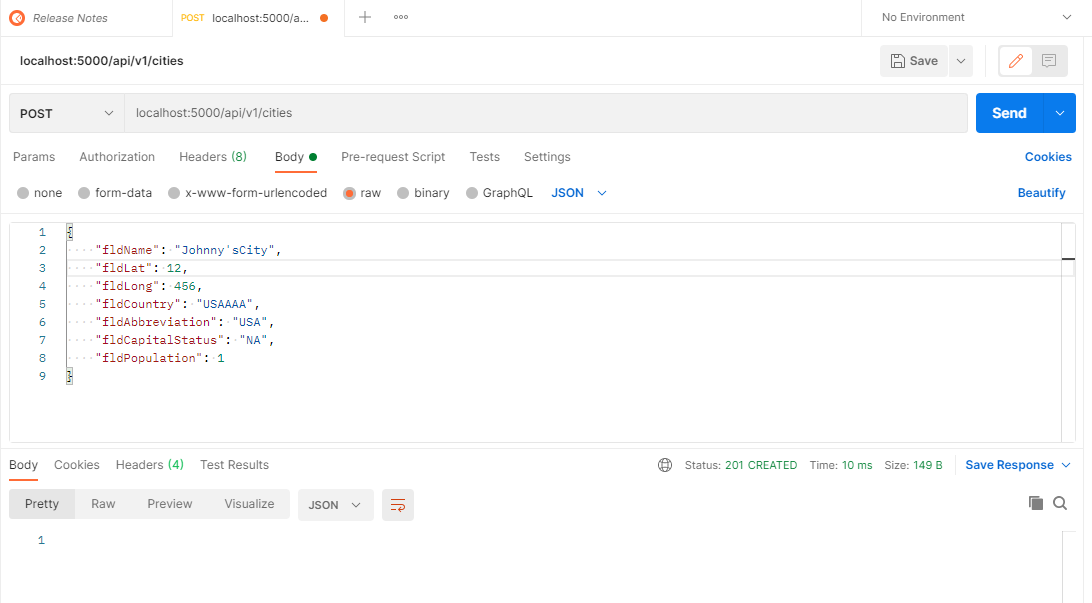 Release Notes POST localhost:5000/a... No Environment
localhost:5000/api/v1/cities Save
POST localhost:5000/api/v1/cities Send
Params Authorization Headers (8) Body Pre-request Script Tests Settings Cookies
none form-data x-www-form-urlencoded raw binary GraphQL JSON Beautify
1 {
2 "fldName": "Johnny'sCity",
3 "fldLat": 12,
4 "fldLong": 456,
5 "fldCountry": "USAAAA",
6 "fldAbbreviation": "USA",
7 "fldCapitalStatus": "NA",
8 "fldPopulation": 1
9 }
Body Cookies Headers (4) Test Results Status: 201 CREATED Time: 10 ms Size: 149 B Save Response
Pretty Raw Preview Visualize JSON
1